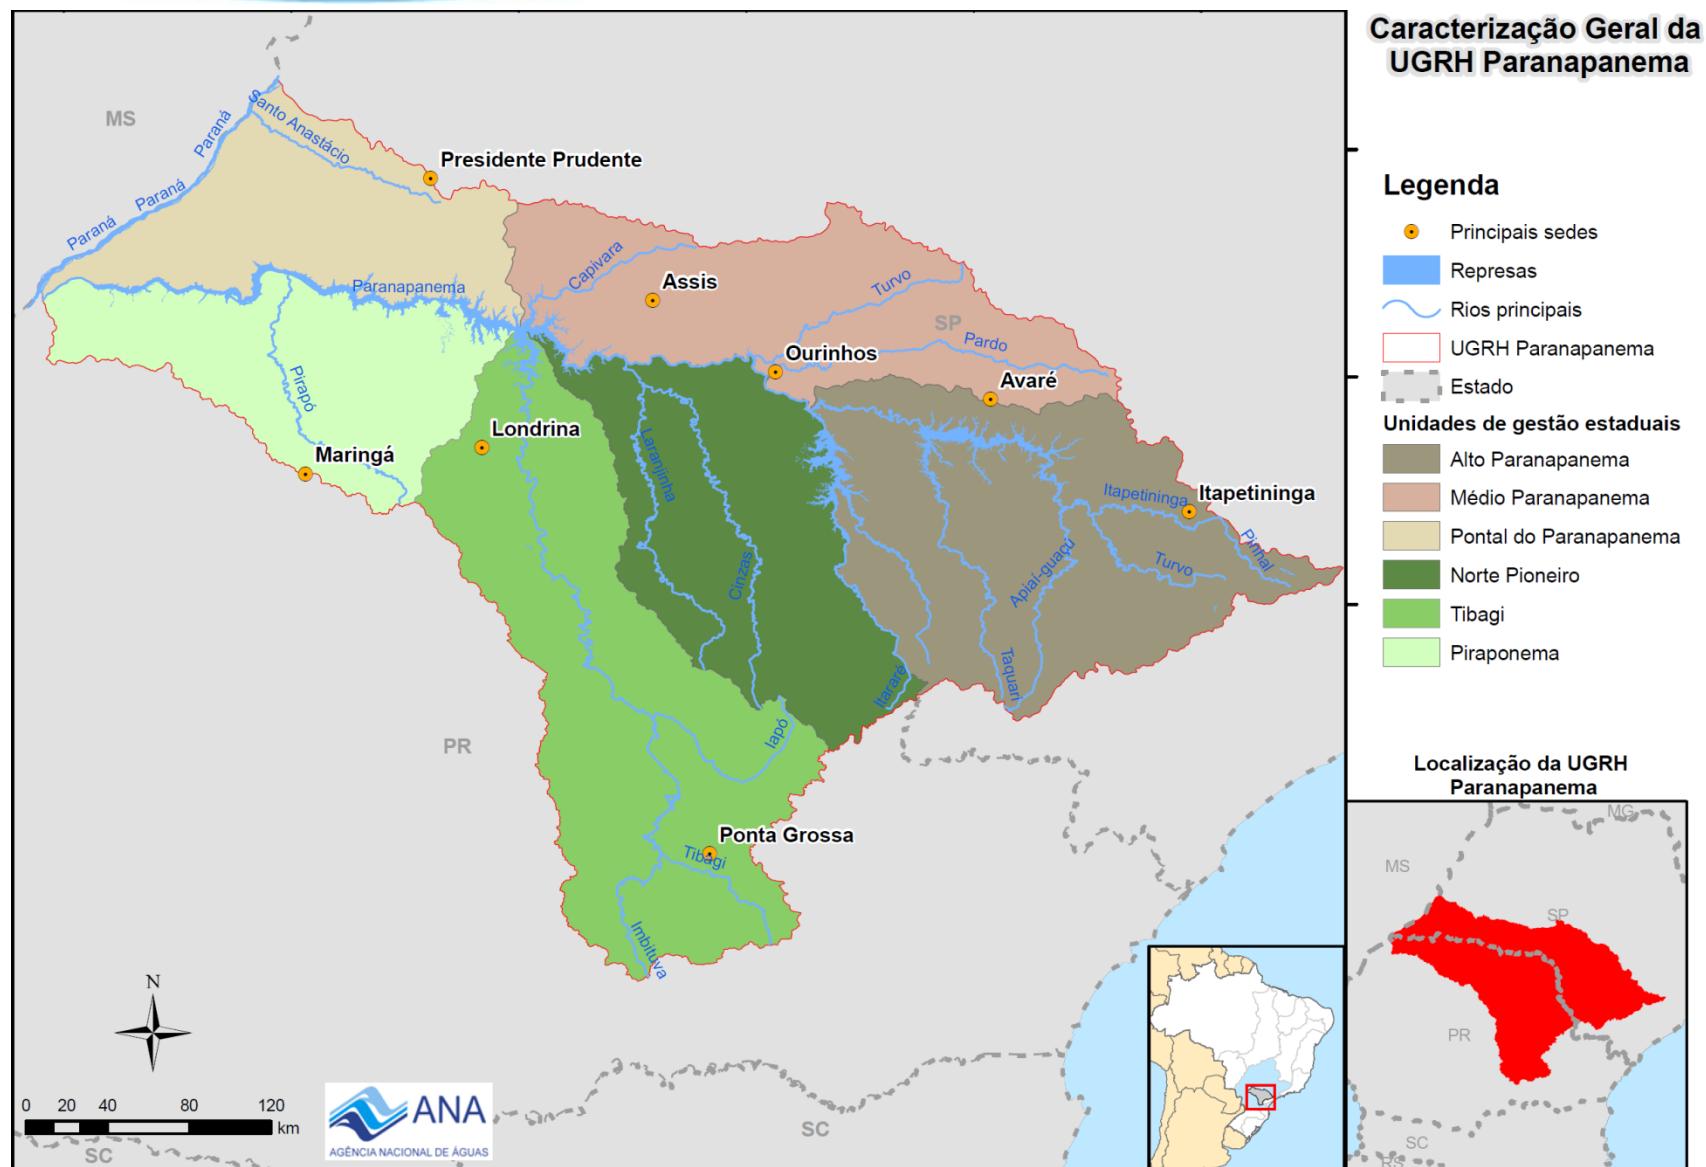 Caracterização Geral da
UGRH Paranapanema
MS
Santo Anastácio
Paraná
Paraná
Paraná
Presidente Prudente
Paranapanema
Capivara
Assis
Turvo
SP
Pardo
Ourinhos
Avaré
Pirapó
Maringá
Londrina
Laranjinha
Cinzas
Itapetininga
Itapetininga
Pinhal
Turvo
Apiaí-guaçú
Taquari
Itararé
Iapó
PR
Ponta Grossa
Tibagi
Imbituva
N
0 20 40 80 120
km
ANA
AGÊNCIA NACIONAL DE ÁGUAS
SC
SC
Legenda
Principais sedes
Represas
Rios principais
UGRH Paranapanema
Estado
Unidades de gestão estaduais
Alto Paranapanema
Médio Paranapanema
Pontal do Paranapanema
Norte Pioneiro
Tibagi
Piraponema
Localização da UGRH
Paranapanema
MG
MS
SP
PR
SC
RS